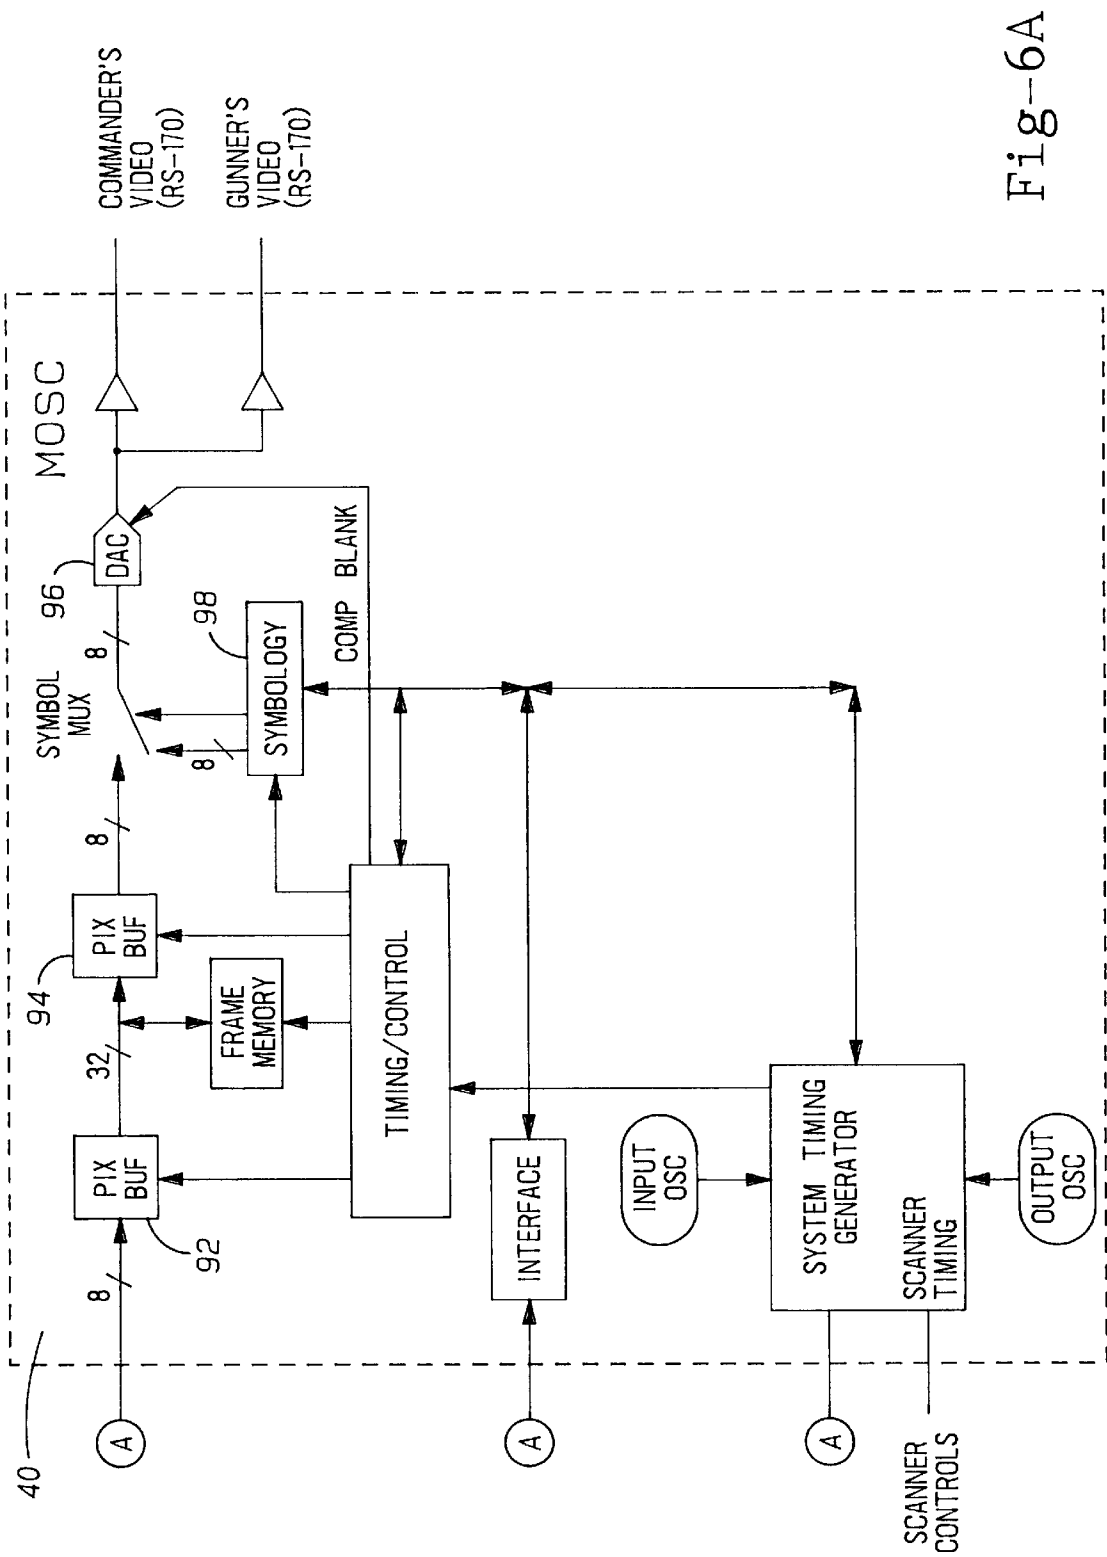 40
MOSC
A
8
PIX
BUF
92
32
94
PIX
BUF
8
SYMBOL
MUX
8
96
DAC
COMMANDER'S
VIDEO
(RS-170)
GUNNER'S
VIDEO
(RS-170)
FRAME
MEMORY
8
SYMBOLOGY
98
TIMING/CONTROL
COMP BLANK
A
INTERFACE
INPUT
OSC
A
SYSTEM TIMING
GENERATOR
SCANNER
TIMING
SCANNER
CONTROLS
OUTPUT
OSC
Fig-6A